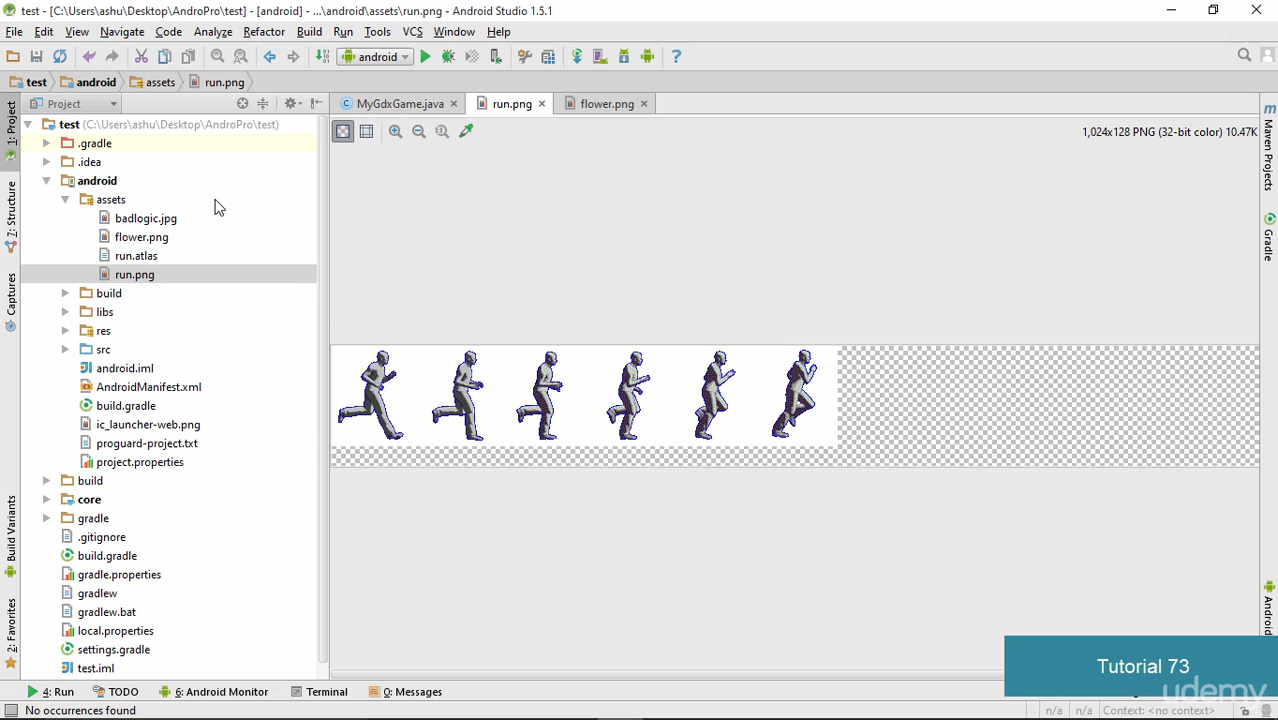 test - [C:\Users\ashu\Desktop\AndroPro\test] - [android] - ...\android\assets\run.png - Android Studio 1.5.1
File Edit View Navigate Code Analyze Refactor Build Run Tools VCS Window Help
android
test android assets run.png
Project
MyGdxGame.java run.png flower.png
1: Project
7: Structure
Captures
Build Variants
2: Favorites
test (C:\Users\ashu\Desktop\AndroPro\test)
.gradle
.idea
android
assets
badlogic.jpg
flower.png
run.atlas
run.png
build
libs
res
src
android.iml
AndroidManifest.xml
build.gradle
ic_launcher-web.png
proguard-project.txt
project.properties
build
core
gradle
.gitignore
build.gradle
gradle.properties
gradlew
gradlew.bat
local.properties
settings.gradle
test.iml
1,024x128 PNG (32-bit color) 10.47K
Maven Projects
Gradle
Android
Tutorial 73
udemy
4: Run TODO 6: Android Monitor Terminal 0: Messages
No occurrences found
n/a n/a Context: <no context>